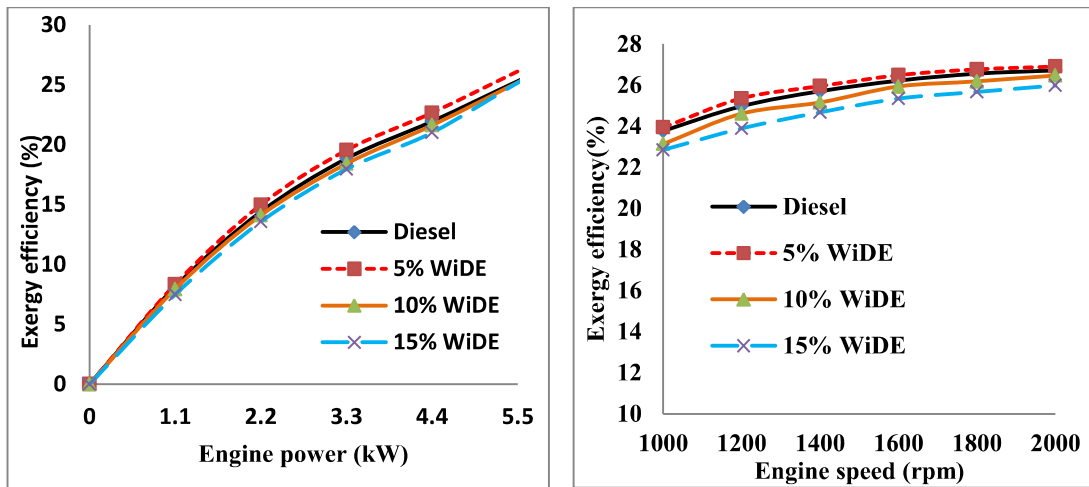 Exergy efficiency (%)
30
25
20
15
10
5
0
0 1.1 2.2 3.3 4.4 5.5
Engine power (kW)
Diesel
5% WiDE
10% WiDE
15% WiDE
Exergy efficiency(%)
28
26
24
22
20
18
16
14
12
10
1000 1200 1400 1600 1800 2000
Engine speed (rpm)
Diesel
5% WiDE
10% WiDE
15% WiDE